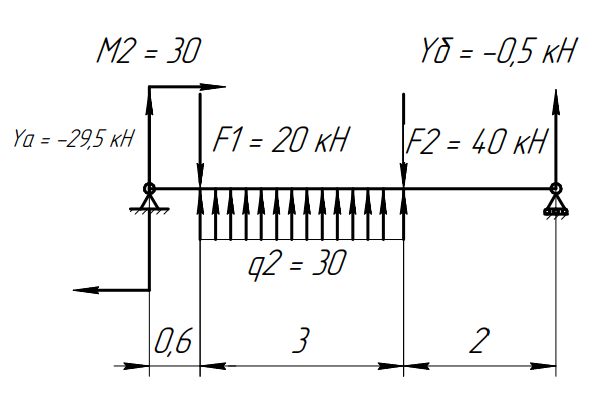 M2 = 30
Yб = -0,5 кН
Ya = -29,5 кН
F1 = 20 кН
F2 = 40 кН
q2 = 30
0,6
3
2